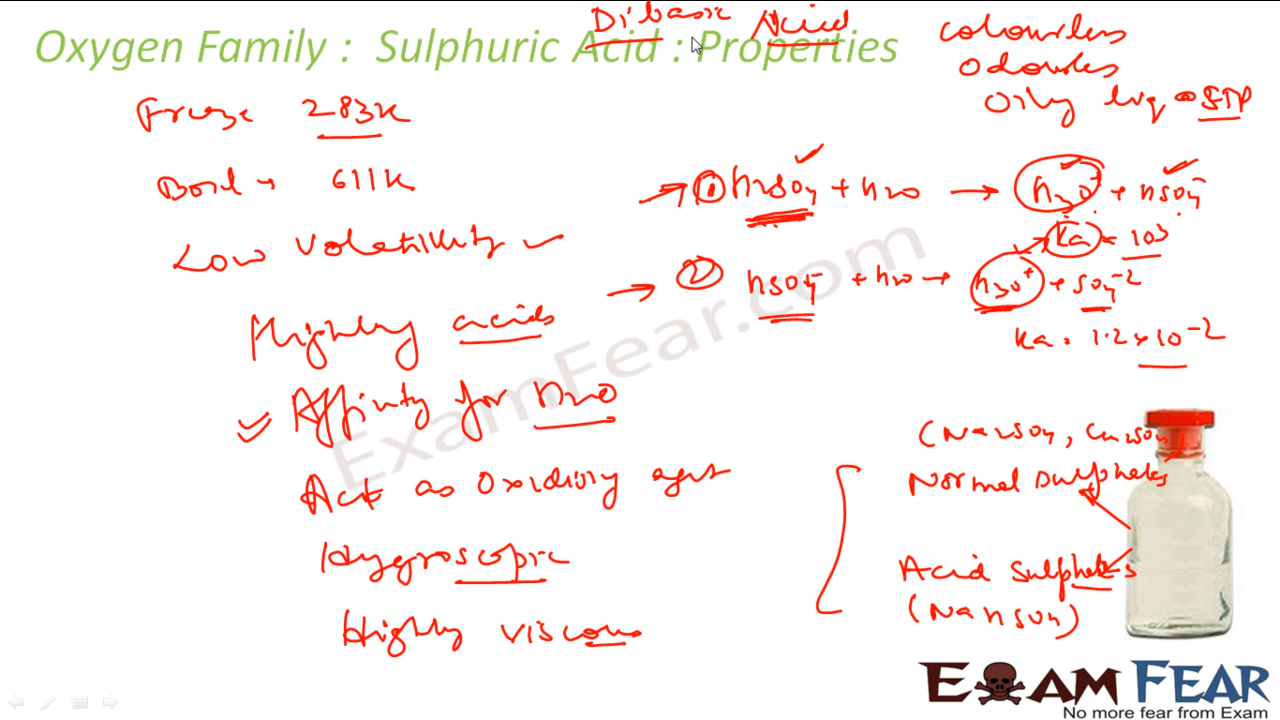 Dibasic Acid
Oxygen Family : Sulphuric Acid : Properties
colourless
odourless
Oily liq STP
Freeze 283K
Boil → 611K
Low Volatility ✓
Highly acids
Affinity for H2O
Act as Oxidising agent
Hygroscopic
Highly viscous
→ ① H2SO4 + H2O → H3O+ + HSO4-
Ka = 103
→ ② HSO4- + H2O → H3O+ + SO4-2
Ka = 1.2 × 10-2
Normal Sulphates
Acid Sulphates
(NaHSO4)
ExamFear.com
EXAM FEAR
No more fear from Exam